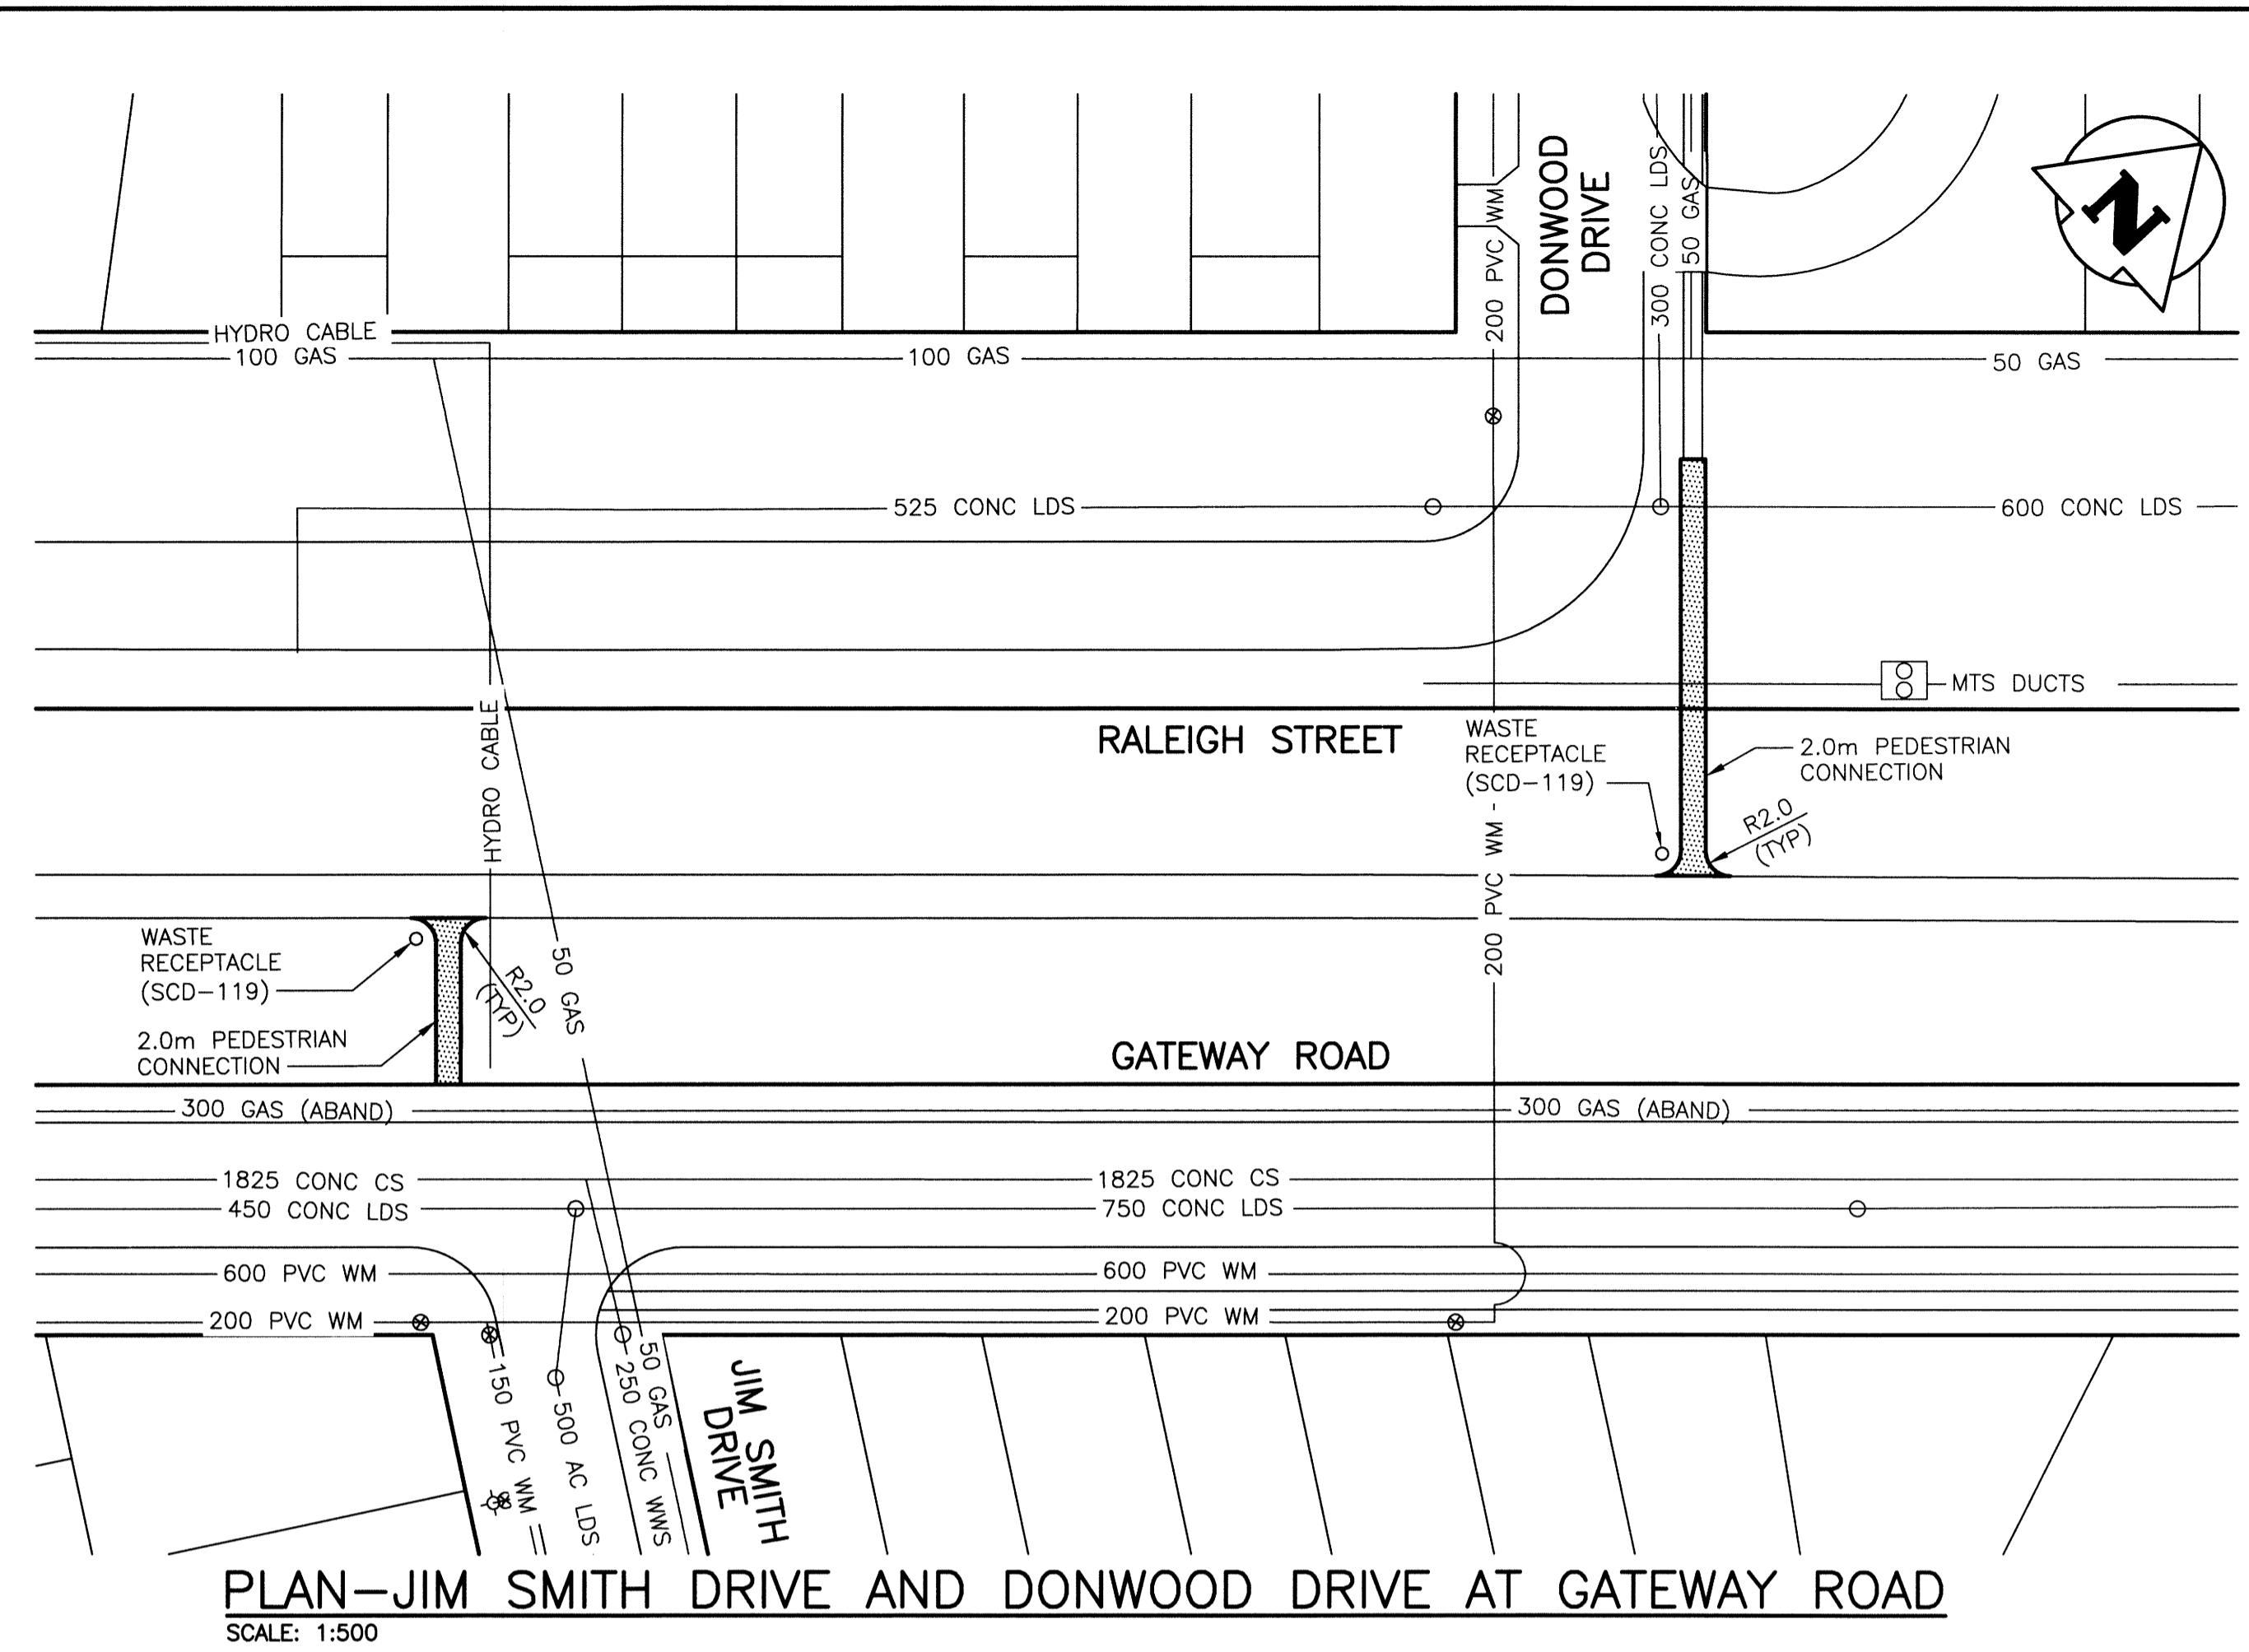 DONWOOD
DRIVE
200 PVC WM
300 CONC LDS
50 GAS
N
HYDRO CABLE
100 GAS
100 GAS
50 GAS
525 CONC LDS
600 CONC LDS
MTS DUCTS
HYDRO CABLE
RALEIGH STREET
WASTE
RECEPTACLE
(SCD-119)
2.0m PEDESTRIAN
CONNECTION
R2.0
(TYP)
200 PVC WM
WASTE
RECEPTACLE
(SCD-119)
R2.0
(TYP)
50 GAS
2.0m PEDESTRIAN
CONNECTION
GATEWAY ROAD
300 GAS (ABAND)
300 GAS (ABAND)
1825 CONC CS
1825 CONC CS
450 CONC LDS
750 CONC LDS
600 PVC WM
600 PVC WM
200 PVC WM
200 PVC WM
150 PVC WM
500 AC LDS
250 CONC WWS
50 GAS
JIM SMITH
DRIVE
PLAN-JIM SMITH DRIVE AND DONWOOD DRIVE AT GATEWAY ROAD
SCALE: 1:500